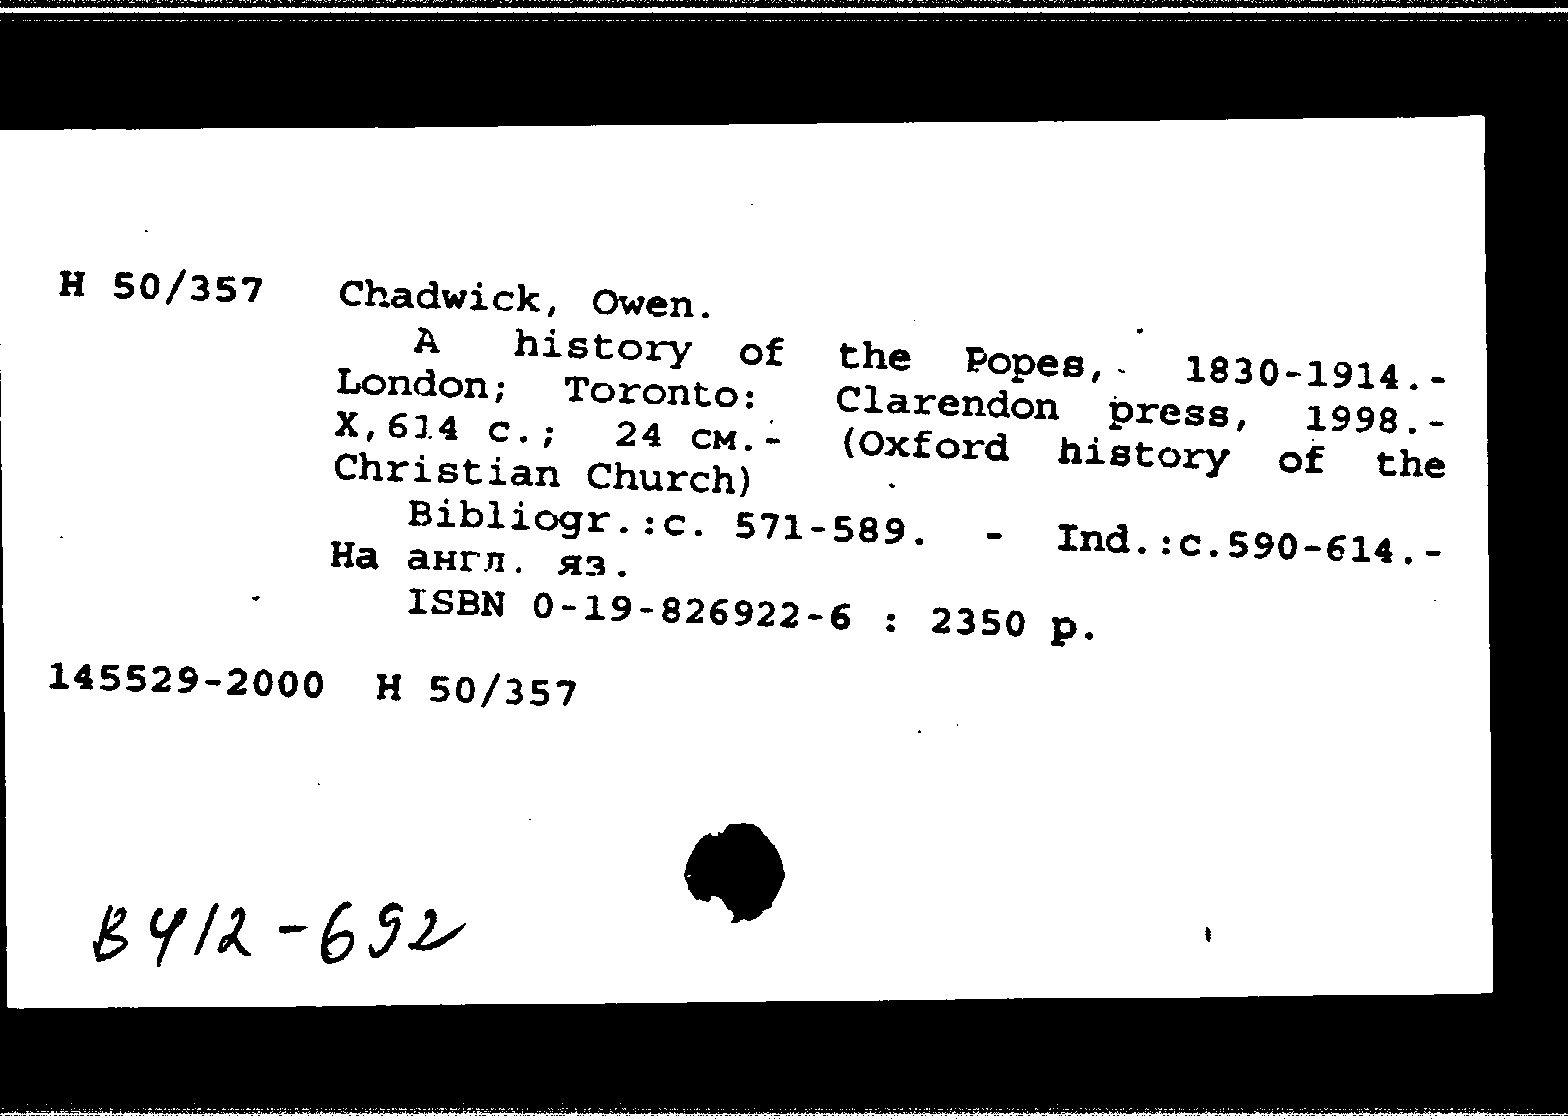 H 50/357 Chadwick, Owen.
A history of the Popes, 1830-1914.-
London; Toronto: Clarendon press, 1998.-
X,614 с.; 24 см.- (Oxford history of the
Christian Church)
Bibliogr.:с. 571-589. - Ind.:с.590-614.-
На англ. яз.
ISBN 0-19-826922-6 : 2350 р.
145529-2000 H 50/357
В 4/2-692